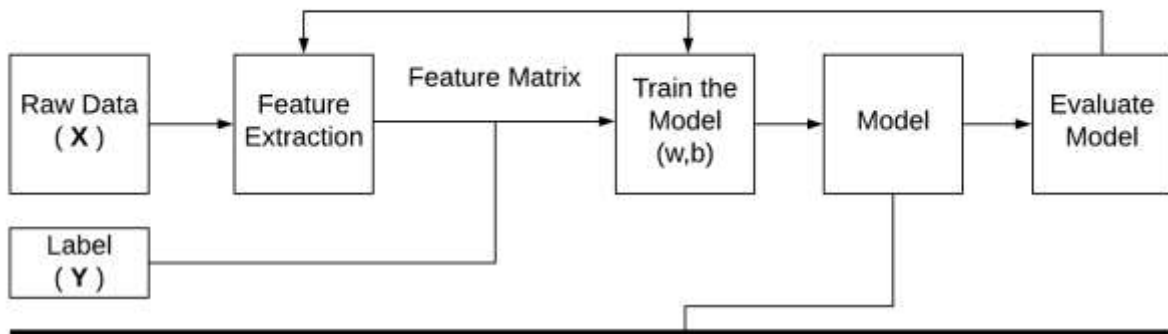 Raw Data
( X )
Feature
Extraction
Feature Matrix
Train the
Model
(w,b)
Model
Evaluate
Model
Label
( Y )